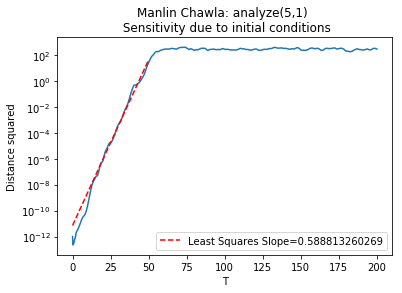 Manlin Chawla: analyze(5,1)
Sensitivity due to initial conditions
Distance squared
10^2
10^0
10^-2
10^-4
10^-6
10^-8
10^-10
10^-12
Least Squares Slope=0.588813260269
0 25 50 75 100 125 150 175 200
T